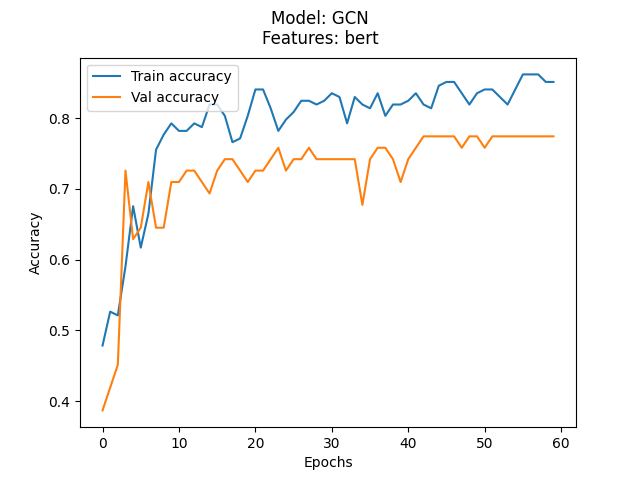 Model: GCN
Features: bert
Train accuracy
Val accuracy
0.8
0.7
0.6
0.5
0.4
Accuracy
0 10 20 30 40 50 60
Epochs